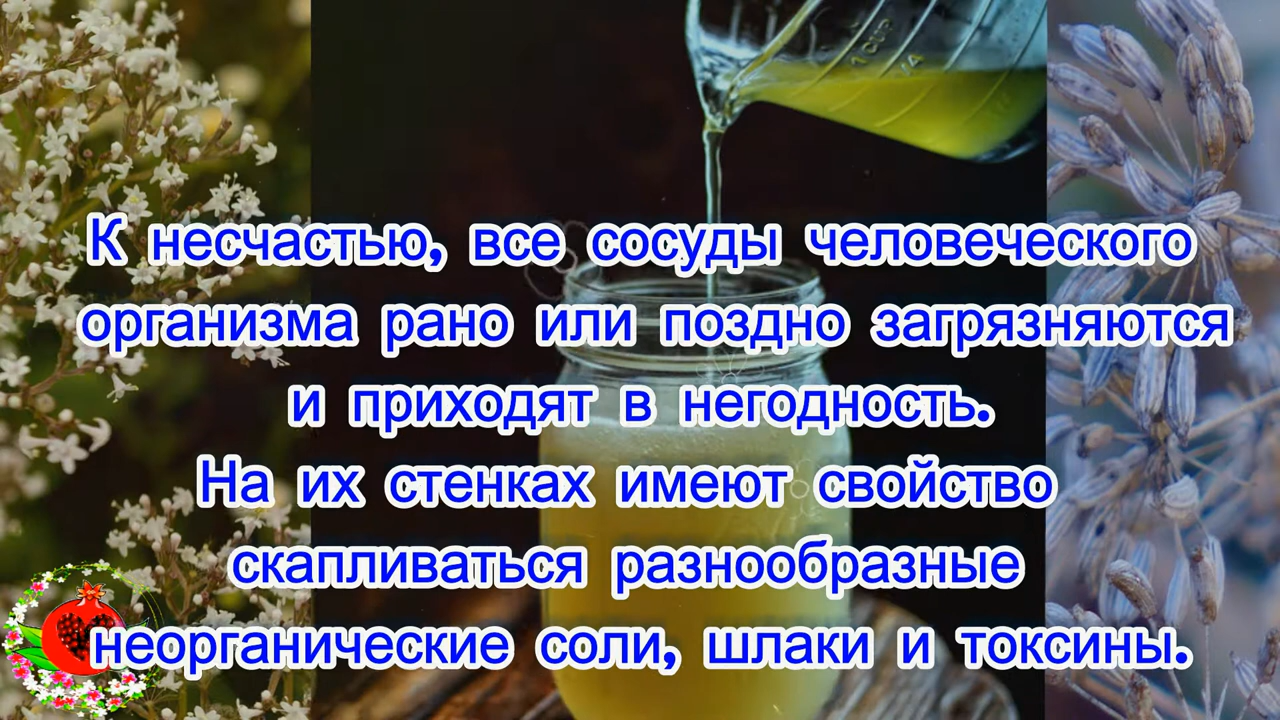 К несчастью, все сосуды человеческого
организма рано или поздно загрязняются
и приходят в негодность.
На их стенках имеют свойство
скапливаться разнообразные
неорганические соли, шлаки и токсины.